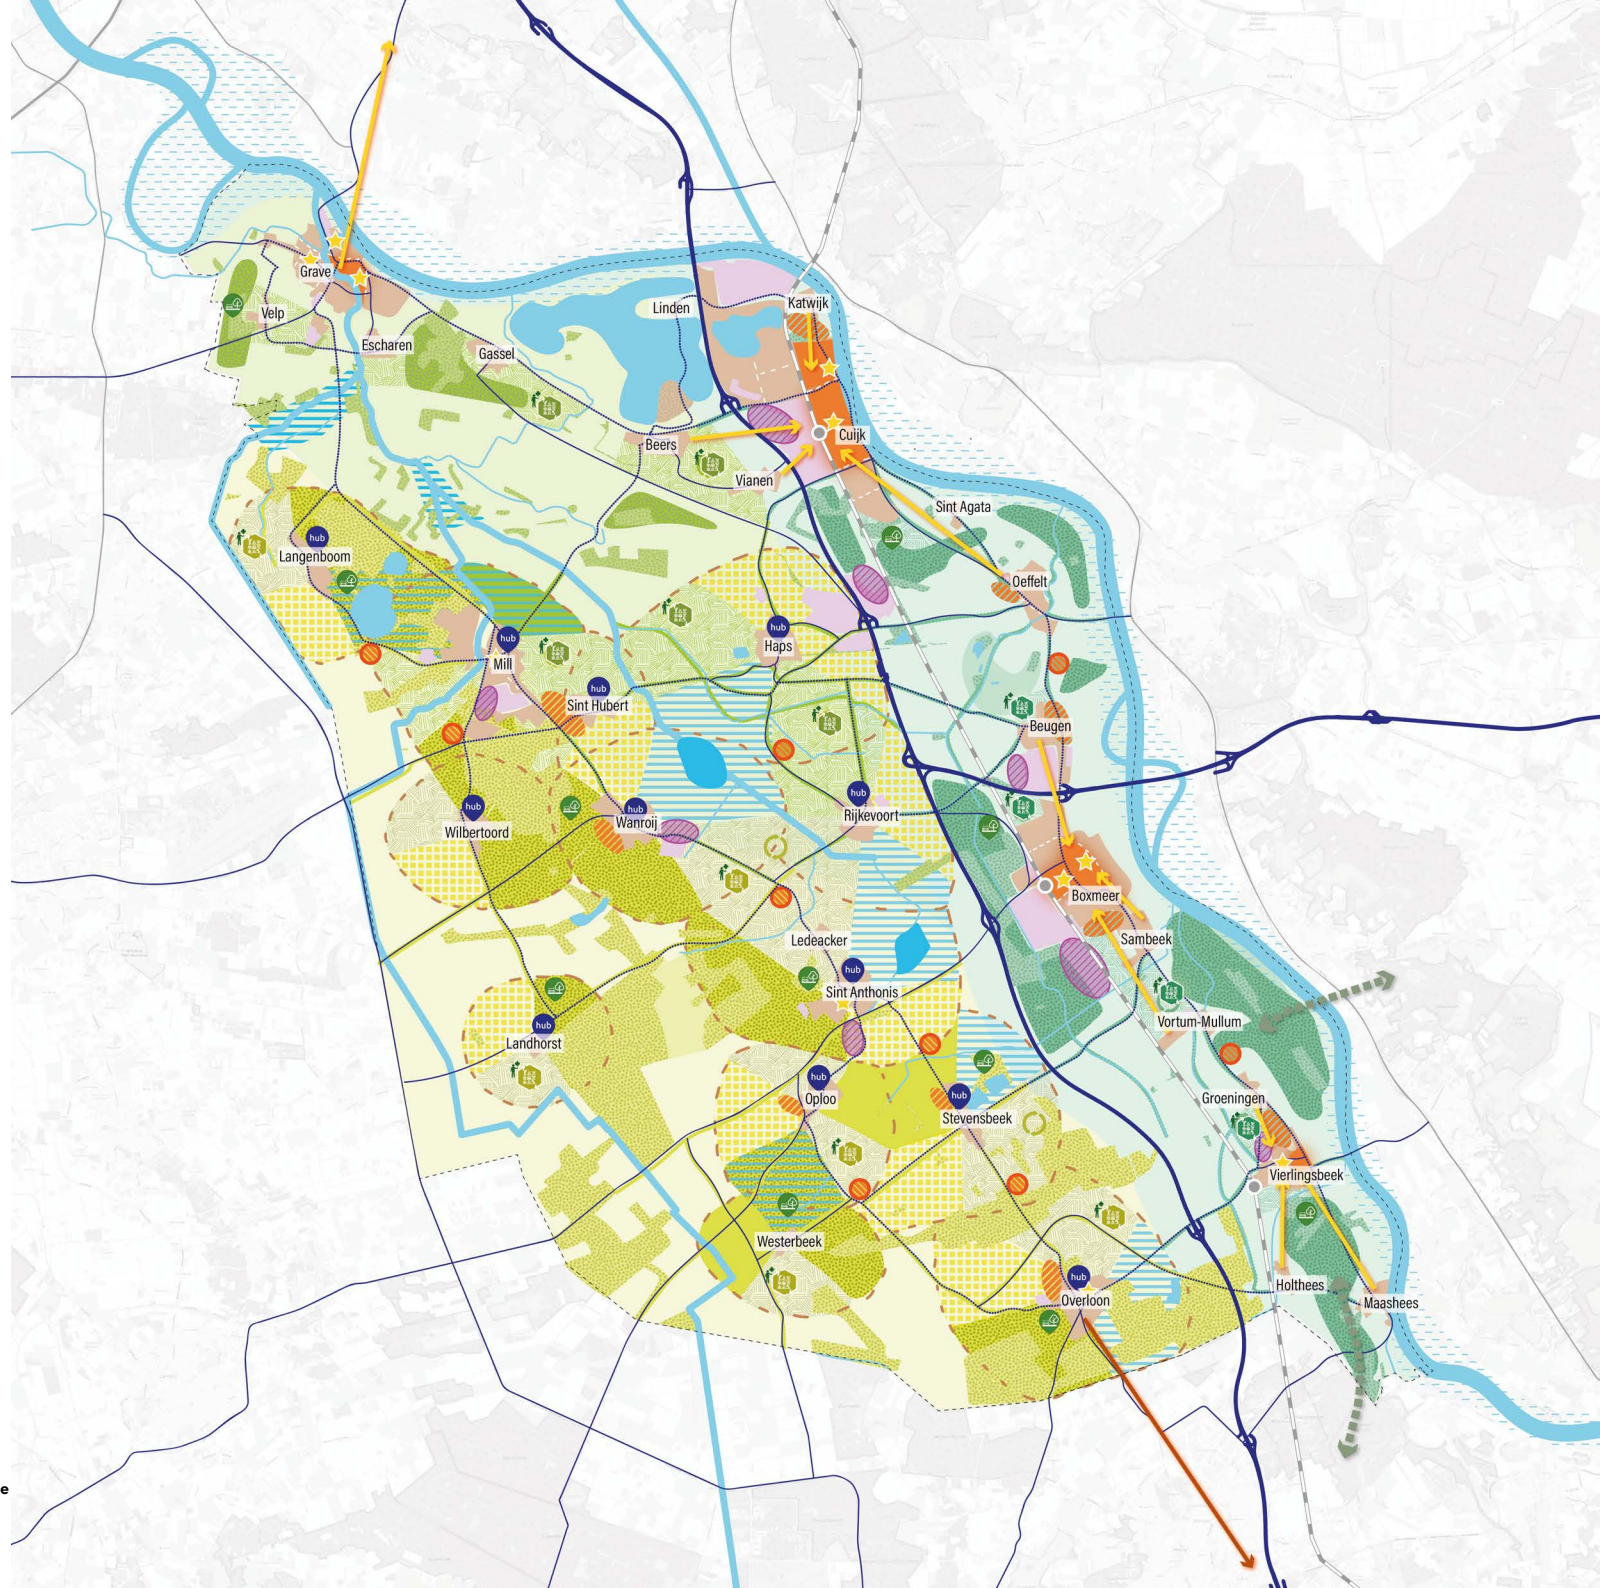 Katwijk
Linden
Grave
Velp
Escharen
Gassel
Beers
Cuijk
Vianen
Sint Agata
hub
Langenboom
Oeffelt
hub
Haps
hub
Mill
hub
Sint Hubert
Beugen
hub
Wilbertoord
hub
Wanroij
hub
Rijkevoort
Boxmeer
Ledeacker
Sambeek
hub
Sint Anthonis
hub
Landhorst
Vortum-Mullum
hub
Oploo
hub
Stevensbeek
Groeningen
Vierlingsbeek
Westerbeek
hub
Overloon
Holthees
Maashees
e